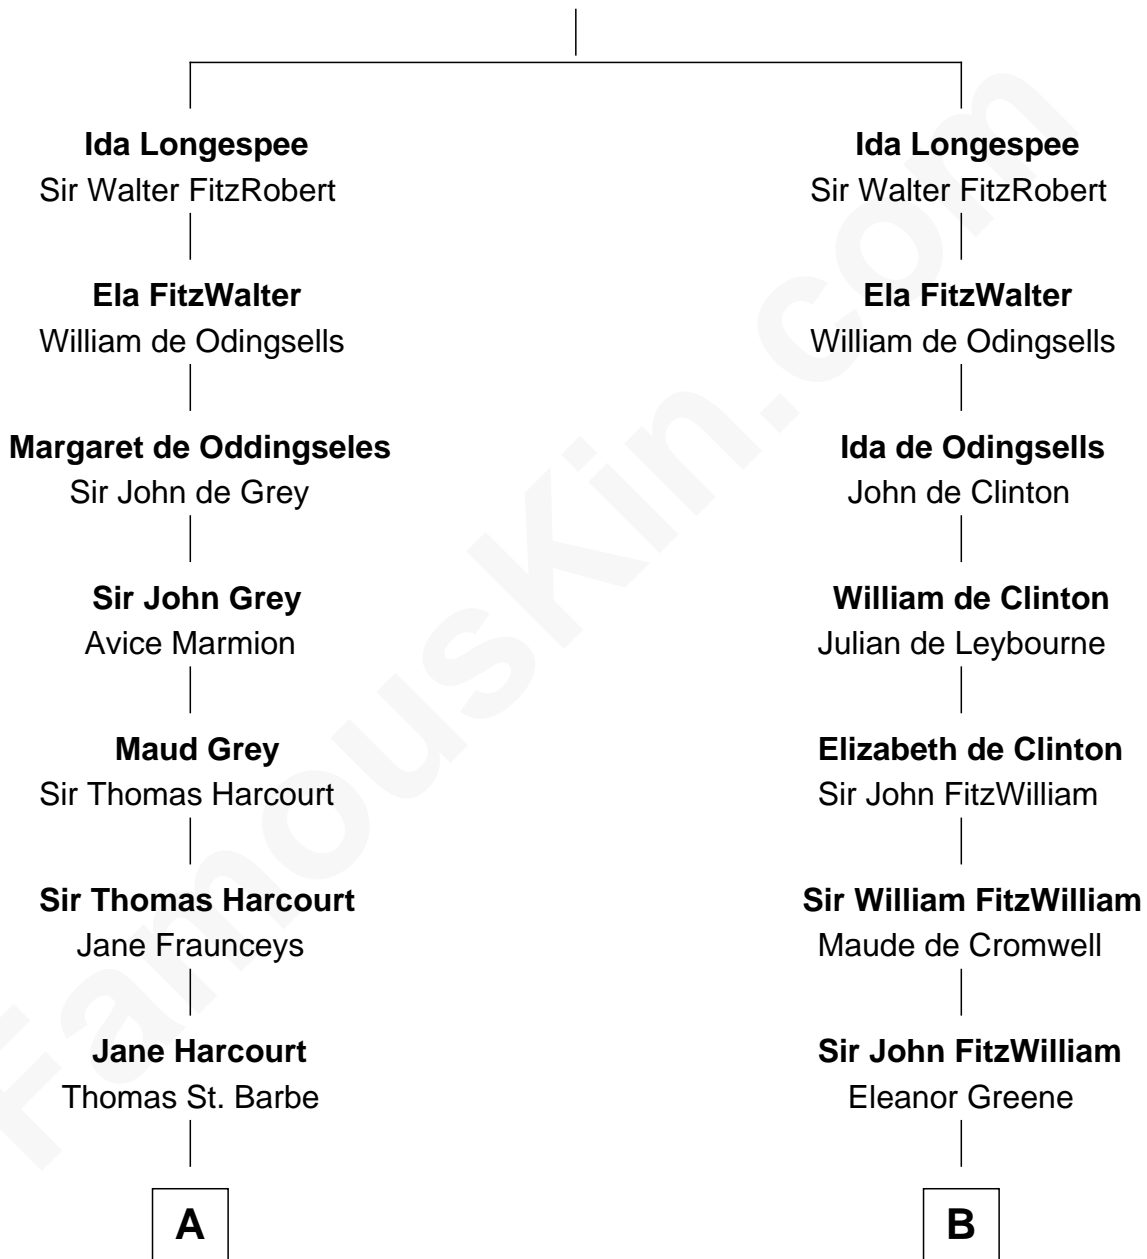 Ida Longespee
Sir Walter FitzRobert
Ela FitzWalter
William de Odingsells
Margaret de Oddingseles
Sir John de Grey
Sir John Grey
Avice Marmion
Maud Grey
Sir Thomas Harcourt
Sir Thomas Harcourt
Jane Fraunceys
Jane Harcourt
Thomas St. Barbe
A
Ida Longespee
Sir Walter FitzRobert
Ela FitzWalter
William de Odingsells
Ida de Odingsells
John de Clinton
William de Clinton
Julian de Leybourne
Elizabeth de Clinton
Sir John FitzWilliam
Sir William FitzWilliam
Maude de Cromwell
Sir John FitzWilliam
Eleanor Greene
B
FamousKin.com